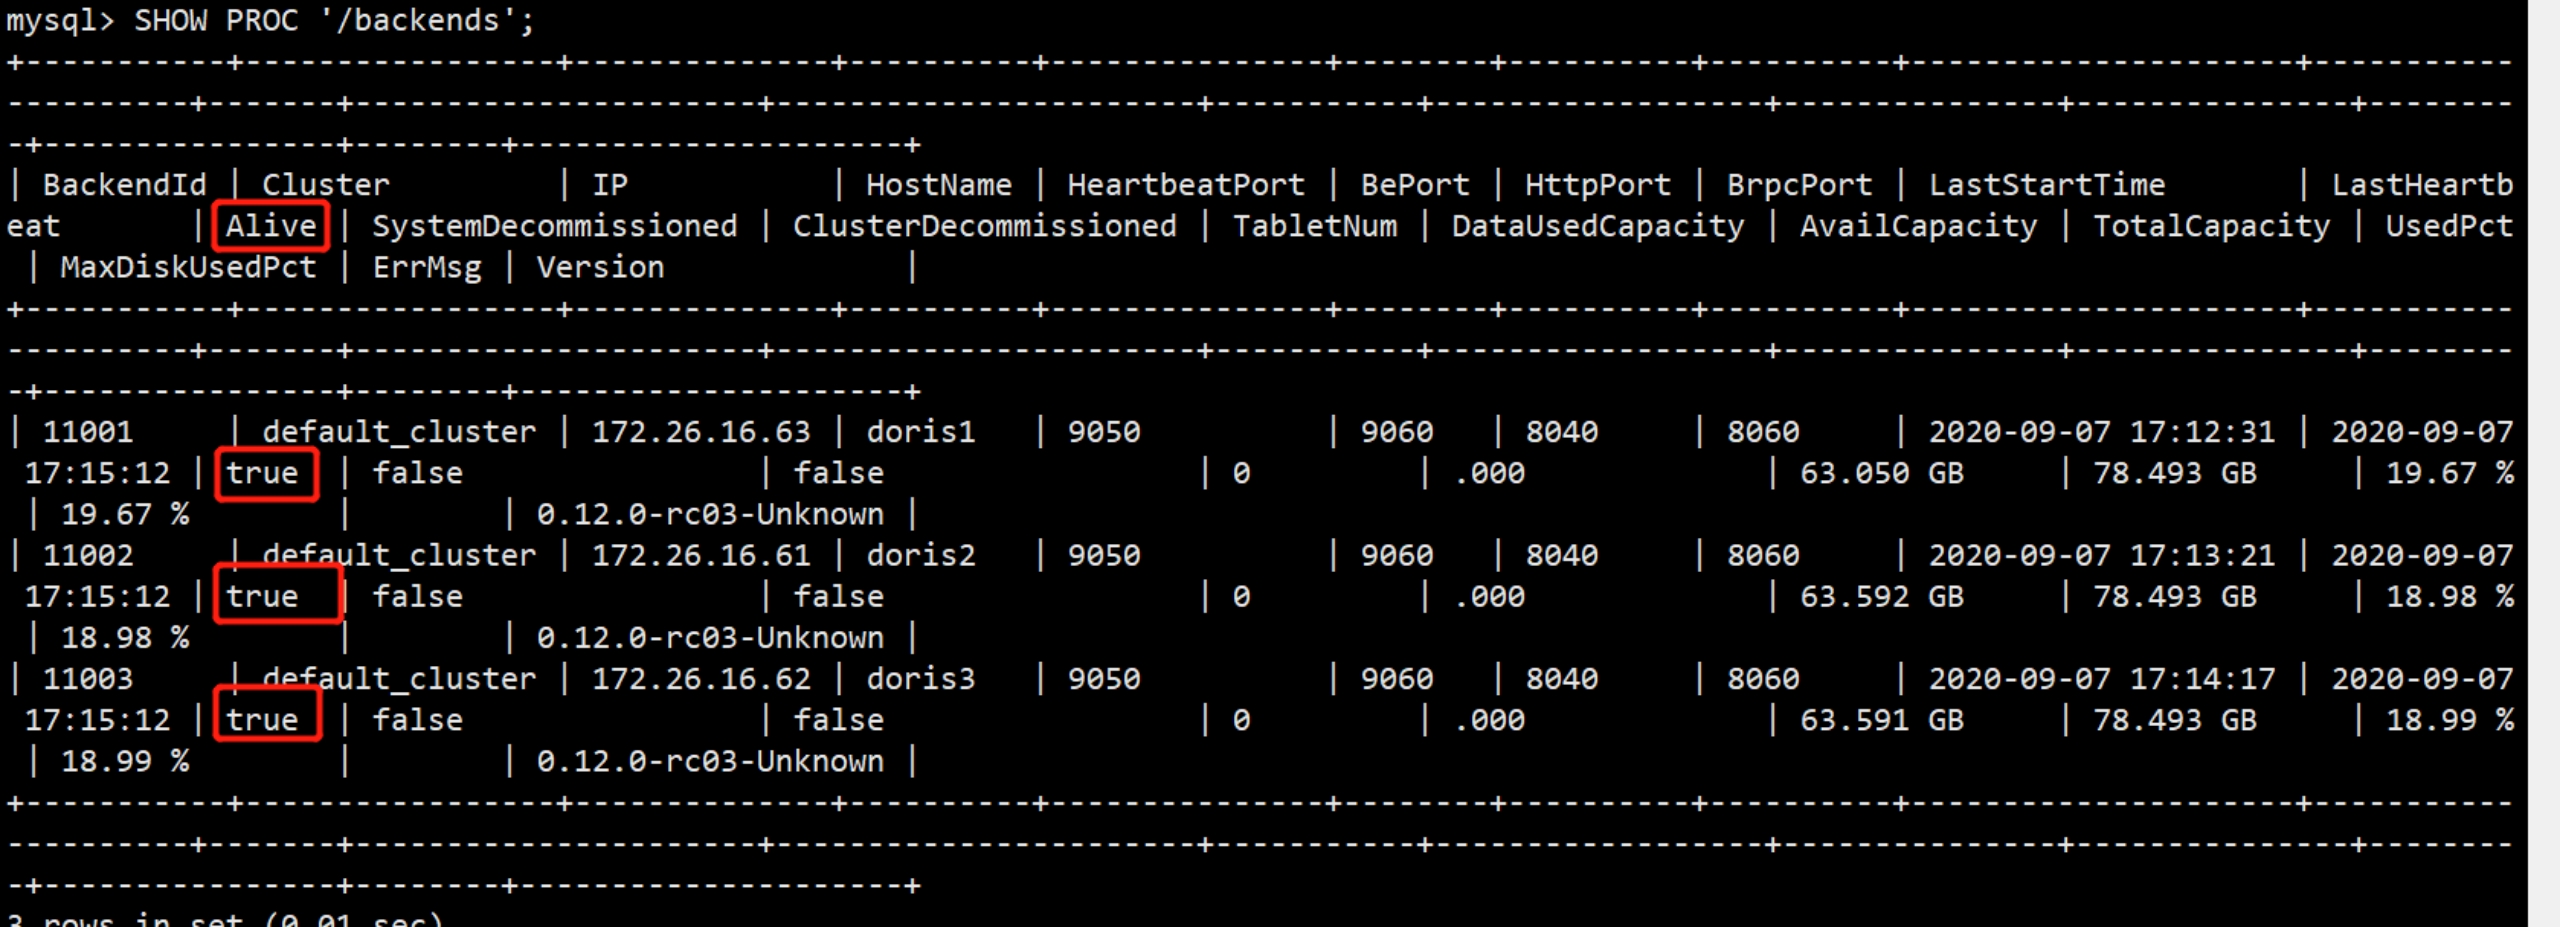 mysql> SHOW PROC '/backends';
+-----------+-----------------+--------------+----------+---------------+--------+----------+----------+---------------------+-----------
----------+-------+----------------------+-----------------------+-----------+------------------+---------------+---------------+--------
-+----------------+--------+---------------------+
| BackendId | Cluster         | IP           | HostName | HeartbeatPort | BePort | HttpPort | BrpcPort | LastStartTime       | LastHeartb
eat       | Alive | SystemDecommissioned | ClusterDecommissioned | TabletNum | DataUsedCapacity | AvailCapacity | TotalCapacity | UsedPct
 | MaxDiskUsedPct | ErrMsg | Version             |
+-----------+-----------------+--------------+----------+---------------+--------+----------+----------+---------------------+-----------
----------+-------+----------------------+-----------------------+-----------+------------------+---------------+---------------+--------
-+----------------+--------+---------------------+
| 11001     | default_cluster | 172.26.16.63 | doris1   | 9050          | 9060   | 8040     | 8060     | 2020-09-07 17:12:31 | 2020-09-07
 17:15:12 | true  | false                | false                 | 0         | .000             | 63.050 GB     | 78.493 GB     | 19.67 %
 | 19.67 %        |        | 0.12.0-rc03-Unknown |
| 11002     | default_cluster | 172.26.16.61 | doris2   | 9050          | 9060   | 8040     | 8060     | 2020-09-07 17:13:21 | 2020-09-07
 17:15:12 | true  | false                | false                 | 0         | .000             | 63.592 GB     | 78.493 GB     | 18.98 %
 | 18.98 %        |        | 0.12.0-rc03-Unknown |
| 11003     | default_cluster | 172.26.16.62 | doris3   | 9050          | 9060   | 8040     | 8060     | 2020-09-07 17:14:17 | 2020-09-07
 17:15:12 | true  | false                | false                 | 0         | .000             | 63.591 GB     | 78.493 GB     | 18.99 %
 | 18.99 %        |        | 0.12.0-rc03-Unknown |
+-----------+-----------------+--------------+----------+---------------+--------+----------+----------+---------------------+-----------
----------+-------+----------------------+-----------------------+-----------+------------------+---------------+---------------+--------
-+----------------+--------+---------------------+
3 rows in set (0.01 sec)